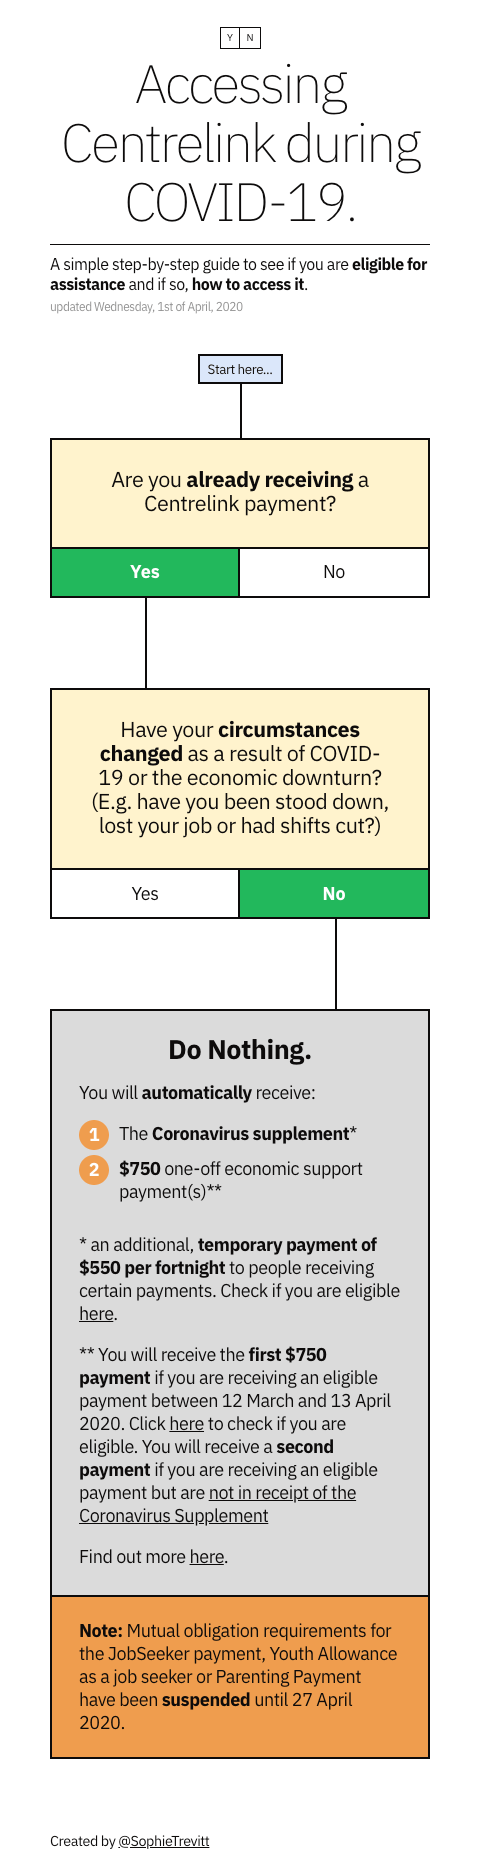 Y N
Accessing
Centrelink during
COVID-19.
A simple step-by-step guide to see if you are eligible for
assistance and if so, how to access it.
updated Wednesday, 1st of April, 2020
Start here...
Are you already receiving a
Centrelink payment?
Yes No
Have your circumstances
changed as a result of COVID-
19 or the economic downturn?
(E.g. have you been stood down,
lost your job or had shifts cut?)
Yes No
Do Nothing.
You will automatically receive:
1 The Coronavirus supplement*
2 $750 one-off economic support
payment(s)**
* an additional, temporary payment of
$550 per fortnight to people receiving
certain payments. Check if you are eligible
here.
** You will receive the first $750
payment if you are receiving an eligible
payment between 12 March and 13 April
2020. Click here to check if you are
eligible. You will receive a second
payment if you are receiving an eligible
payment but are not in receipt of the
Coronavirus Supplement
Find out more here.
Note: Mutual obligation requirements for
the JobSeeker payment, Youth Allowance
as a job seeker or Parenting Payment
have been suspended until 27 April
2020.
Created by @SophieTrevitt